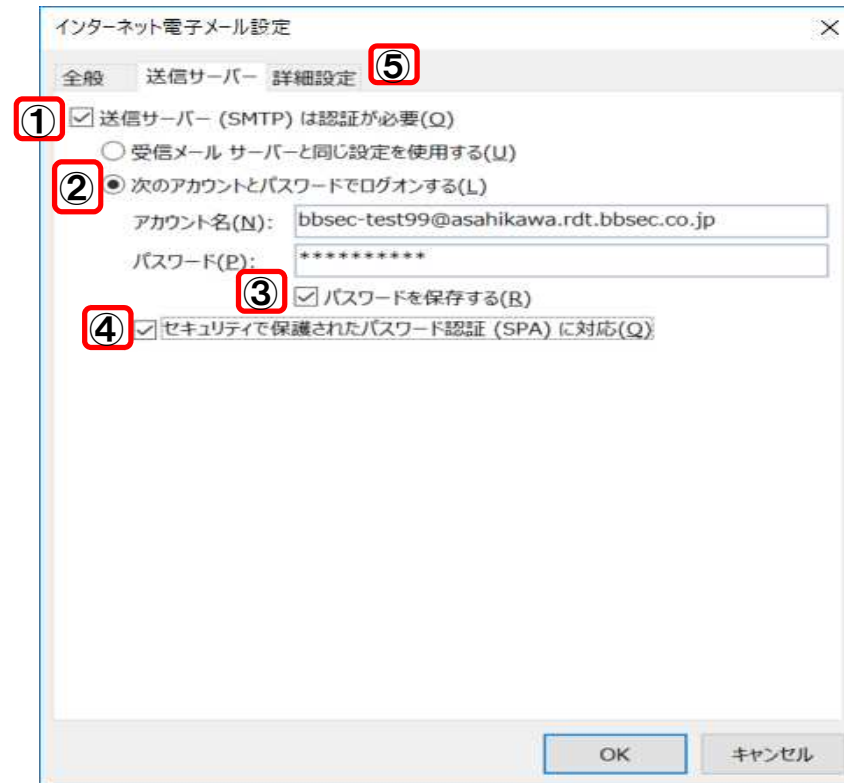 インターネット電子メール設定
全般 送信サーバー 詳細設定 ⑤
① 送信サーバー (SMTP) は認証が必要(O)
受信メール サーバーと同じ設定を使用する(U)
② 次のアカウントとパスワードでログオンする(L)
アカウント名(N): bbsec-test99@asahikawa.rdt.bbsec.co.jp
パスワード(P): **********
③ パスワードを保存する(R)
④ セキュリティで保護されたパスワード認証 (SPA) に対応(Q)
OK キャンセル